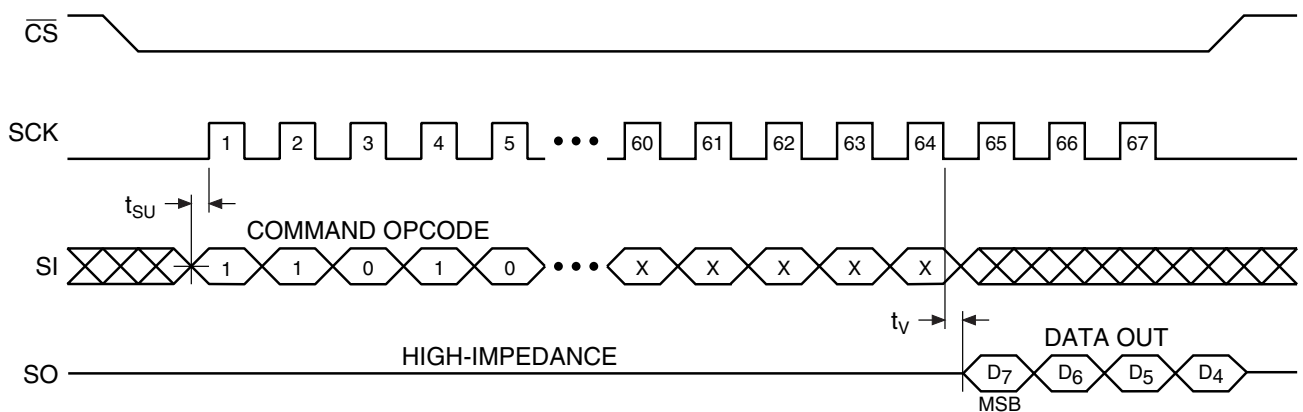 CS
SCK 1 2 3 4 5 ••• 60 61 62 63 64 65 66 67
tSU
COMMAND OPCODE
SI 1 1 0 1 0 ••• X X X X X
tV
HIGH-IMPEDANCE
DATA OUT
SO D7 D6 D5 D4
MSB